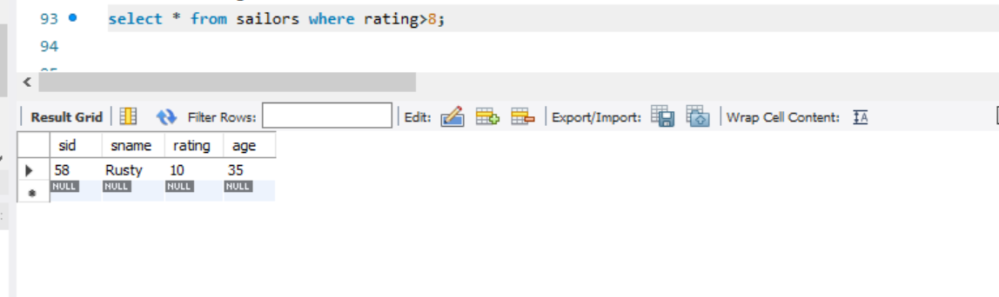 93 select * from sailors where rating>8;
94
Result Grid Filter Rows: Edit: Export/Import: Wrap Cell Content: IA
sid sname rating age
58 Rusty 10 35
NULL NULL NULL NULL